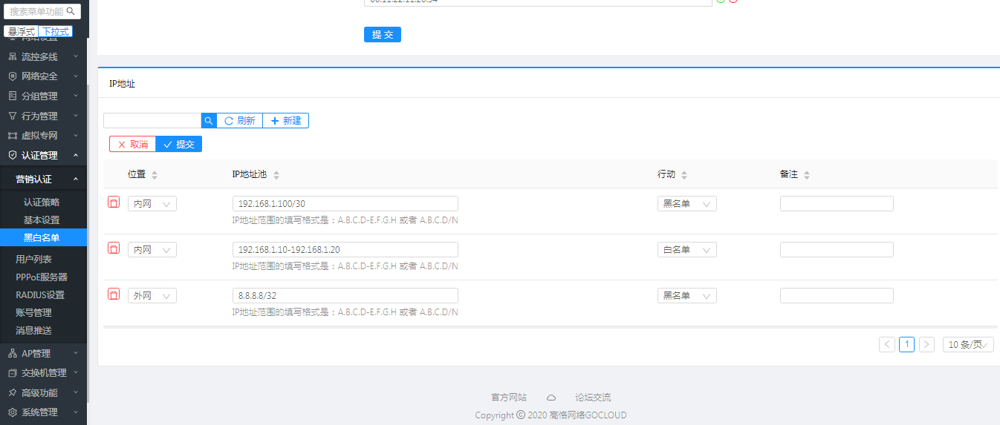 搜索菜单功能
悬浮式 下拉式
网络设置
流控多线
网络安全
分组管理
行为管理
虚拟专网
认证管理
营销认证
认证策略
基本设置
黑白名单
用户列表
PPPoE服务器
RADIUS设置
账号管理
消息推送
AP管理
交换机管理
高级功能
系统管理
提 交
IP地址
刷新 新建
取消 提交
位置 IP地址池 行动 备注
内网 192.168.1.100/30 黑名单
IP地址范围的填写格式是：A.B.C.D-E.F.G.H 或者 A.B.C.D/N
内网 192.168.1.10-192.168.1.20 白名单
IP地址范围的填写格式是：A.B.C.D-E.F.G.H 或者 A.B.C.D/N
外网 8.8.8.8/32 黑名单
IP地址范围的填写格式是：A.B.C.D-E.F.G.H 或者 A.B.C.D/N
< 1 > 10 条/页
官方网站 论坛交流
Copyright © 2020 高恪网络GOCLOUD